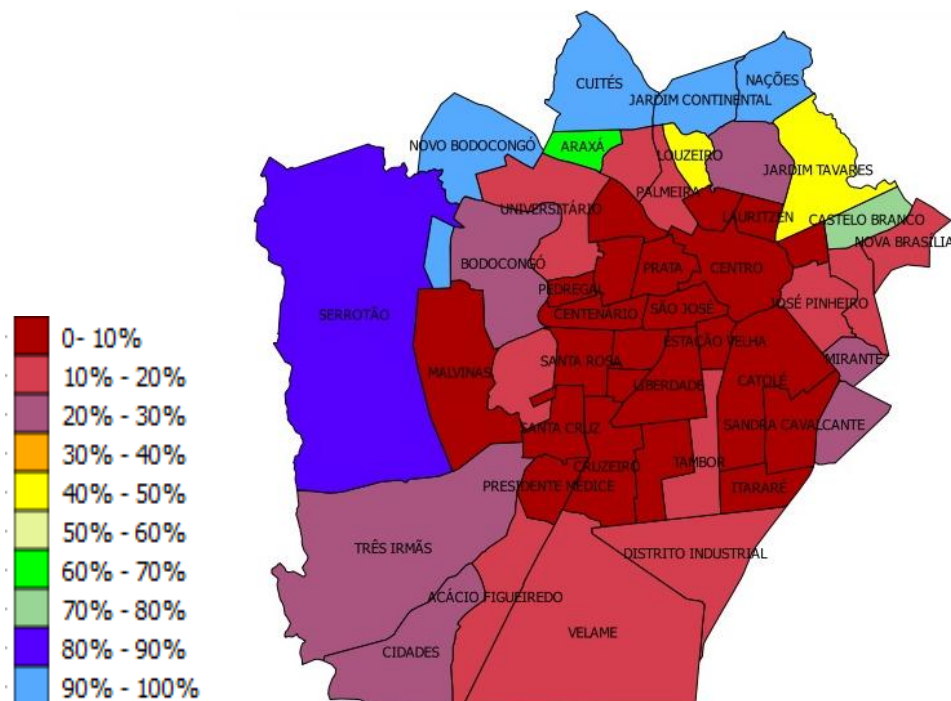 CUITÉS
NAÇÕES
JARDIM CONTINENTAL
NOVO BODOCONGÓ
ARAXÁ
LOUZEIRO
JARDIM TAVARES
PALMEIRA
UNIVERSITÁRIO
LAURITZEN
CASTELO BRANCO
NOVA BRASÍLIA
BODOCONGÓ
PRATA
CENTRO
PEDREGAL
JOSÉ PINHEIRO
SERROTÃO
CENTENÁRIO
SÃO JOSÉ
ESTAÇÃO VELHA
MIRANTE
SANTA ROSA
MALVINAS
LIBERDADE
CATOLÉ
SANTA CRUZ
SANDRA CAVALCANTE
CRUZEIRO
TAMBOR
PRESIDENTE MÉDICE
ITARARÉ
TRÊS IRMÃS
DISTRITO INDUSTRIAL
ACÁCIO FIGUEIREDO
VELAME
CIDADES
0- 10%
10% - 20%
20% - 30%
30% - 40%
40% - 50%
50% - 60%
60% - 70%
70% - 80%
80% - 90%
90% - 100%